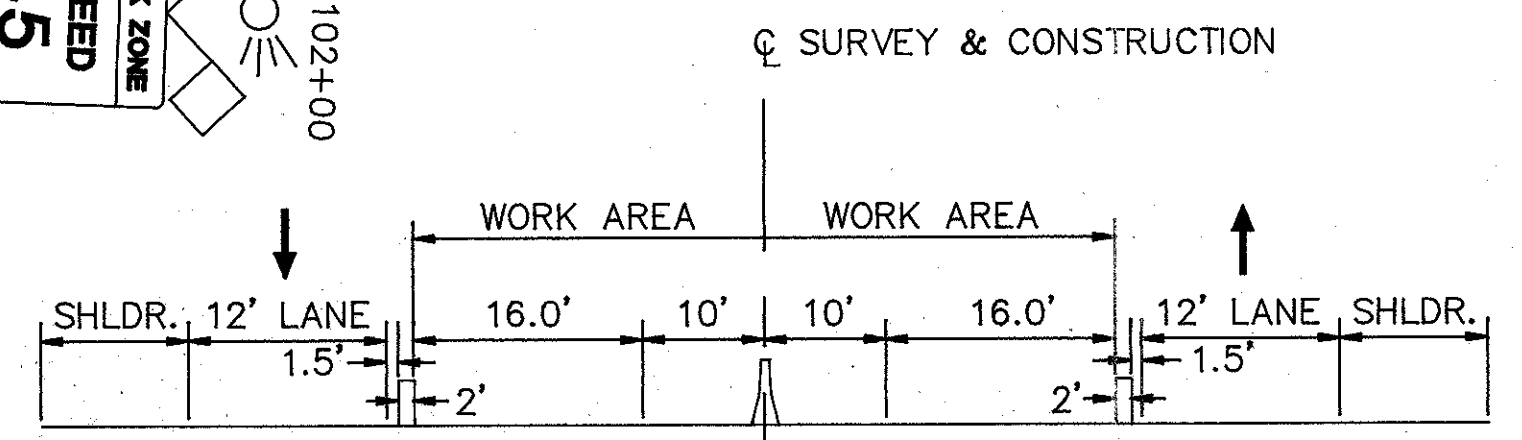 K ZONE
EED
102+00
℄ SURVEY & CONSTRUCTION
WORK AREA WORK AREA
SHLDR. 12' LANE 16.0' 10' 10' 16.0' 12' LANE SHLDR.
1.5' 1.5'
2' 2'